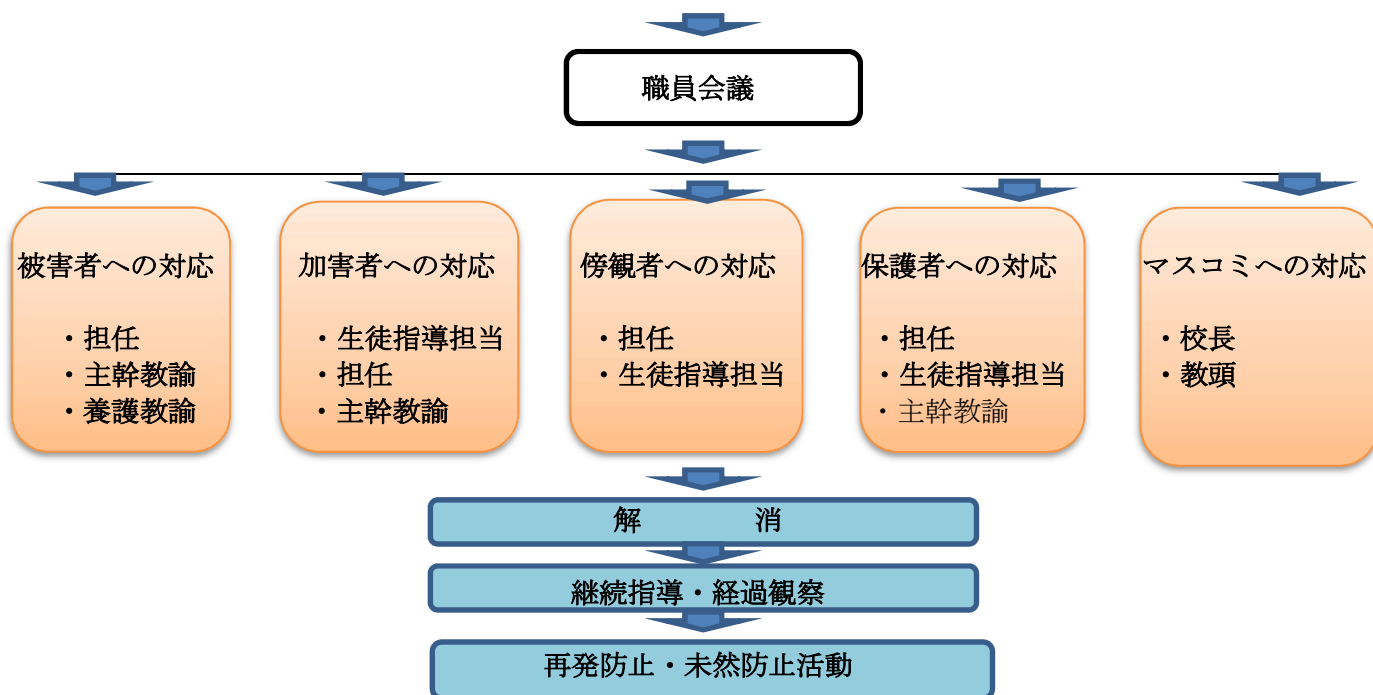 職員会議
被害者への対応
・担任
・主幹教諭
・養護教諭
加害者への対応
・生徒指導担当
・担任
・主幹教諭
傍観者への対応
・担任
・生徒指導担当
保護者への対応
・担任
・生徒指導担当
・主幹教諭
マスコミへの対応
・校長
・教頭
解 消
継続指導・経過観察
再発防止・未然防止活動